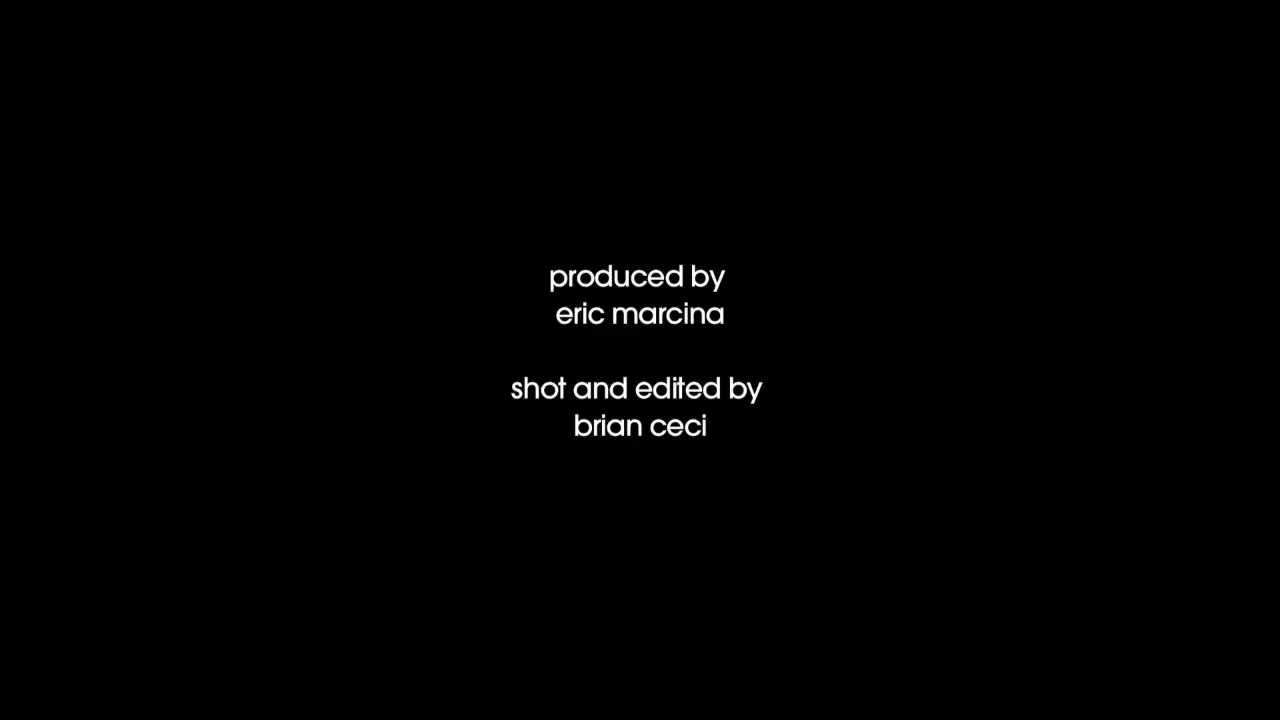 produced by
eric marcina
shot and edited by
brian ceci